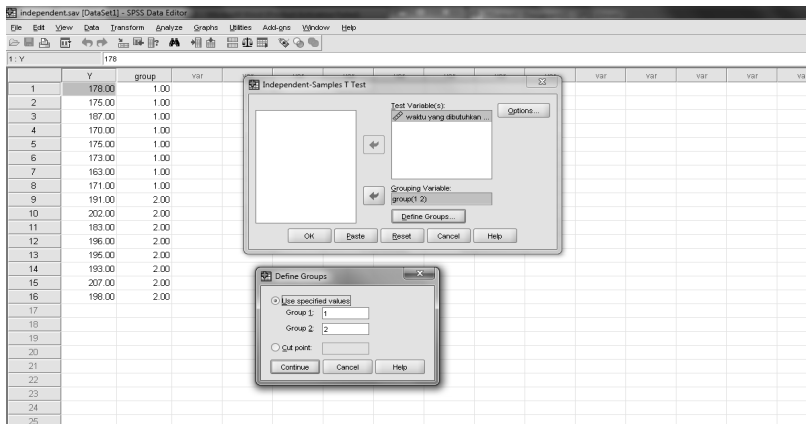 independent.sav [DataSet1] - SPSS Data Editor
File Edit View Data Transform Analyze Graphs Utilities Add-ons Window Help
1 : Y 178
Y group var var var var var va
1 178.00 1.00
2 175.00 1.00
3 187.00 1.00
4 170.00 1.00
5 175.00 1.00
6 173.00 1.00
7 163.00 1.00
8 171.00 1.00
9 191.00 2.00
10 202.00 2.00
11 183.00 2.00
12 196.00 2.00
13 195.00 2.00
14 193.00 2.00
15 207.00 2.00
16 198.00 2.00
17
18
19
20
21
22
23
24
25
Independent-Samples T Test
Test Variable(s):
waktu yang dibutuhkan ...
Options...
Grouping Variable:
group(1 2)
Define Groups...
OK Paste Reset Cancel Help
Define Groups
Use specified values
Group 1: 1
Group 2: 2
Cut point:
Continue Cancel Help